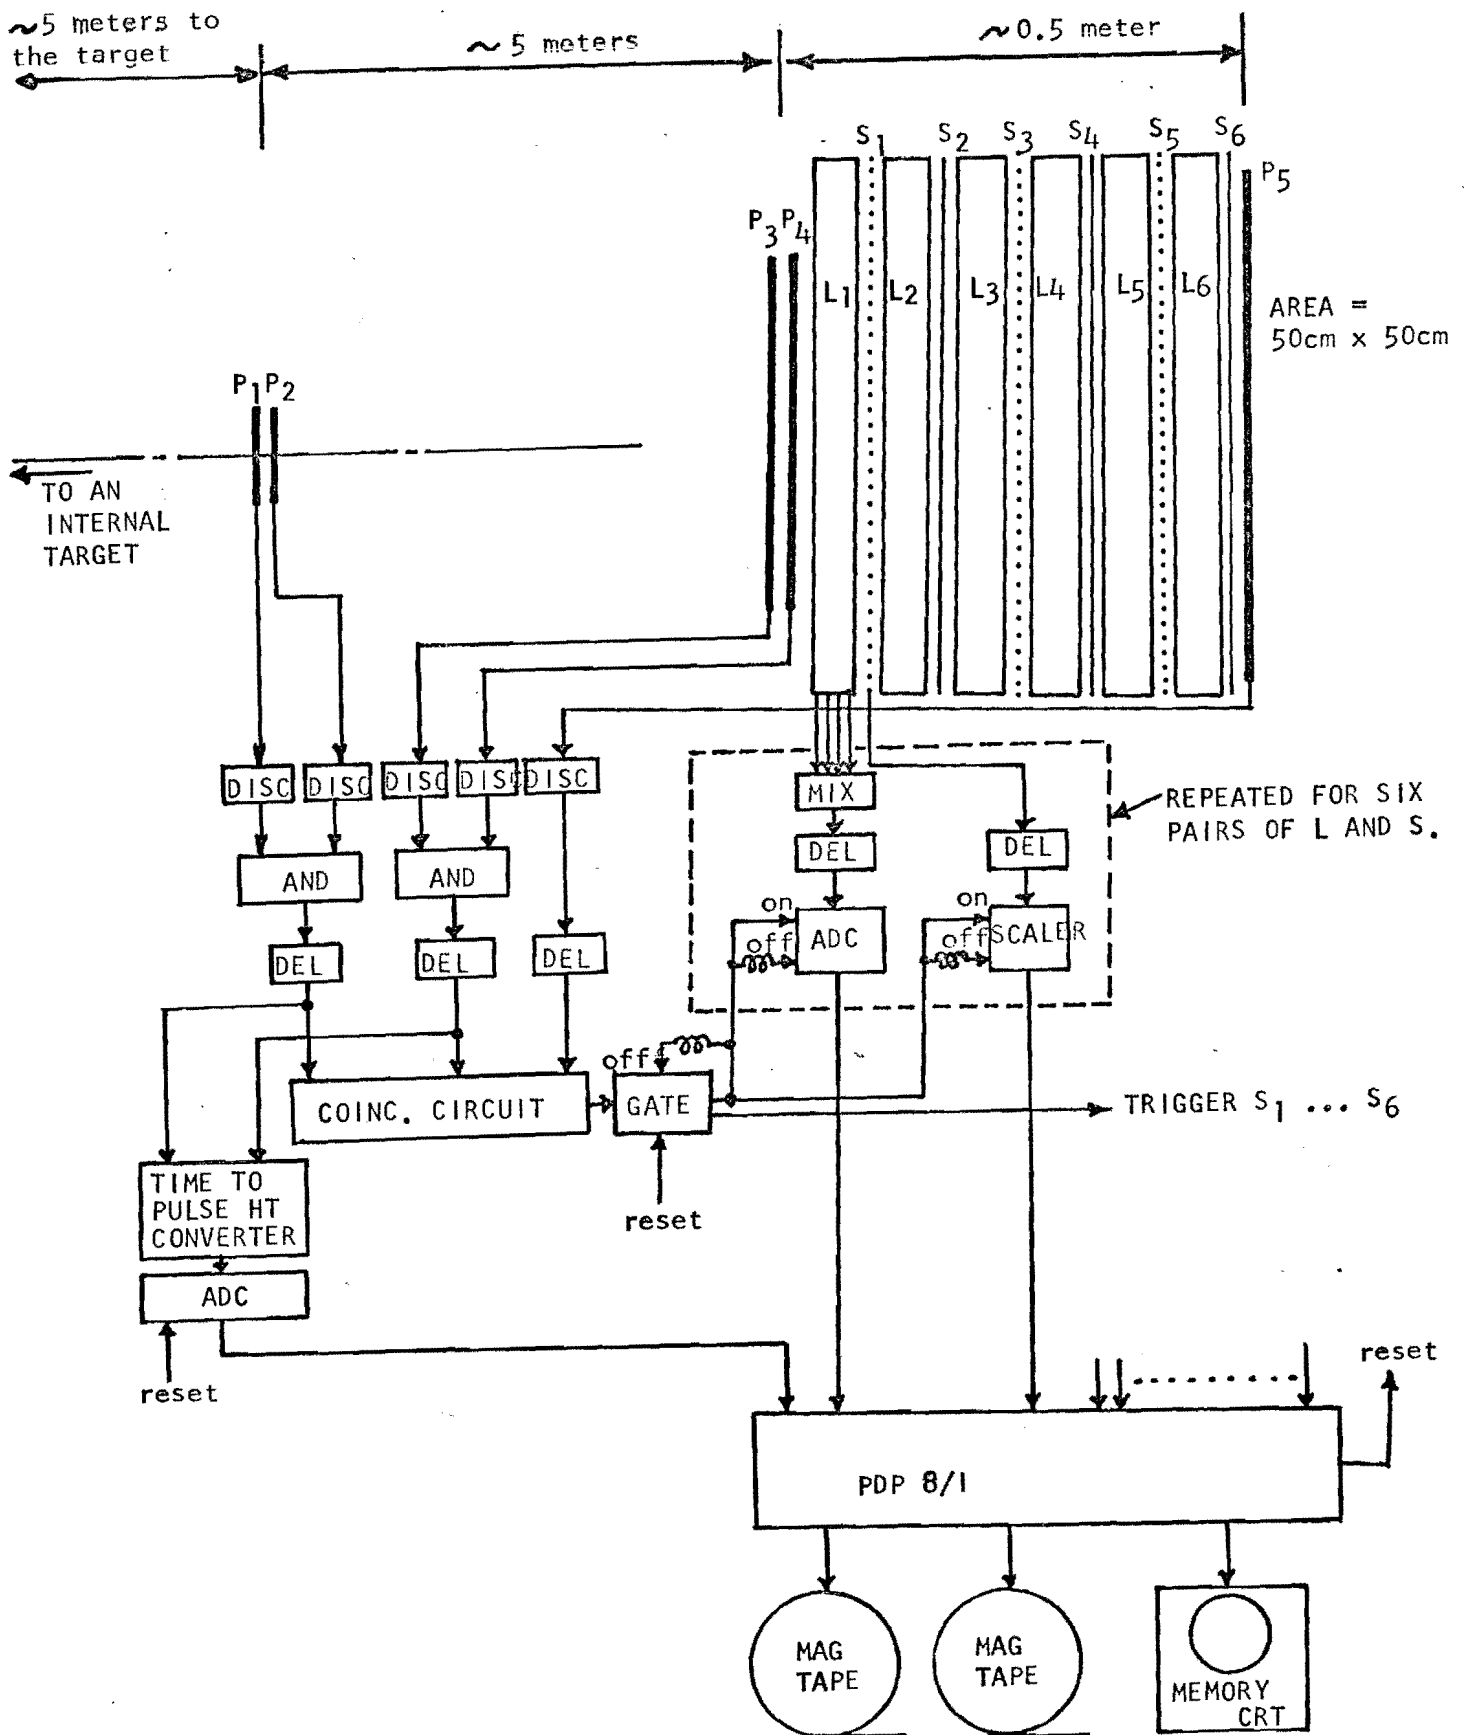 ~5 meters to
the target
~ 5 meters
~0.5 meter
S1
S2
S3
S4
S5
S6
P5
P3 P4
L1
L2
L3
L4
L5
L6
AREA =
50cm x 50cm
P1 P2
TO AN
INTERNAL
TARGET
DISC
DISC
DISC
DISC
DISC
MIX
REPEATED FOR SIX
PAIRS OF L AND S.
DEL
DEL
AND
AND
on
off
ADC
on
off
SCALER
DEL
DEL
DEL
off
COINC. CIRCUIT
GATE
TRIGGER S1 ... S6
reset
TIME TO
PULSE HT
CONVERTER
ADC
reset
reset
PDP 8/I
MAG
TAPE
MAG
TAPE
MEMORY
CRT